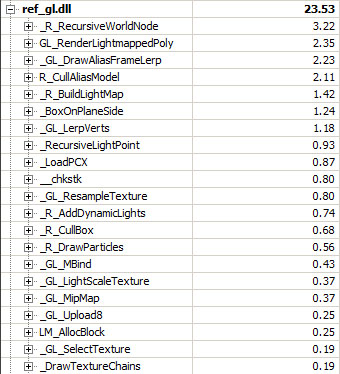 ref_gl.dll 23.53
_R_RecursiveWorldNode 3.22
GL_RenderLightmappedPoly 2.35
_GL_DrawAliasFrameLerp 2.23
R_CullAliasModel 2.11
_R_BuildLightMap 1.42
_BoxOnPlaneSide 1.24
_GL_LerpVerts 1.18
_RecursiveLightPoint 0.93
_LoadPCX 0.87
__chkstk 0.80
_GL_ResampleTexture 0.80
_R_AddDynamicLights 0.74
_R_CullBox 0.68
_R_DrawParticles 0.56
_GL_MBind 0.43
_GL_LightScaleTexture 0.37
_GL_MipMap 0.37
_GL_Upload8 0.25
LM_AllocBlock 0.25
_GL_SelectTexture 0.19
_DrawTextureChains 0.19